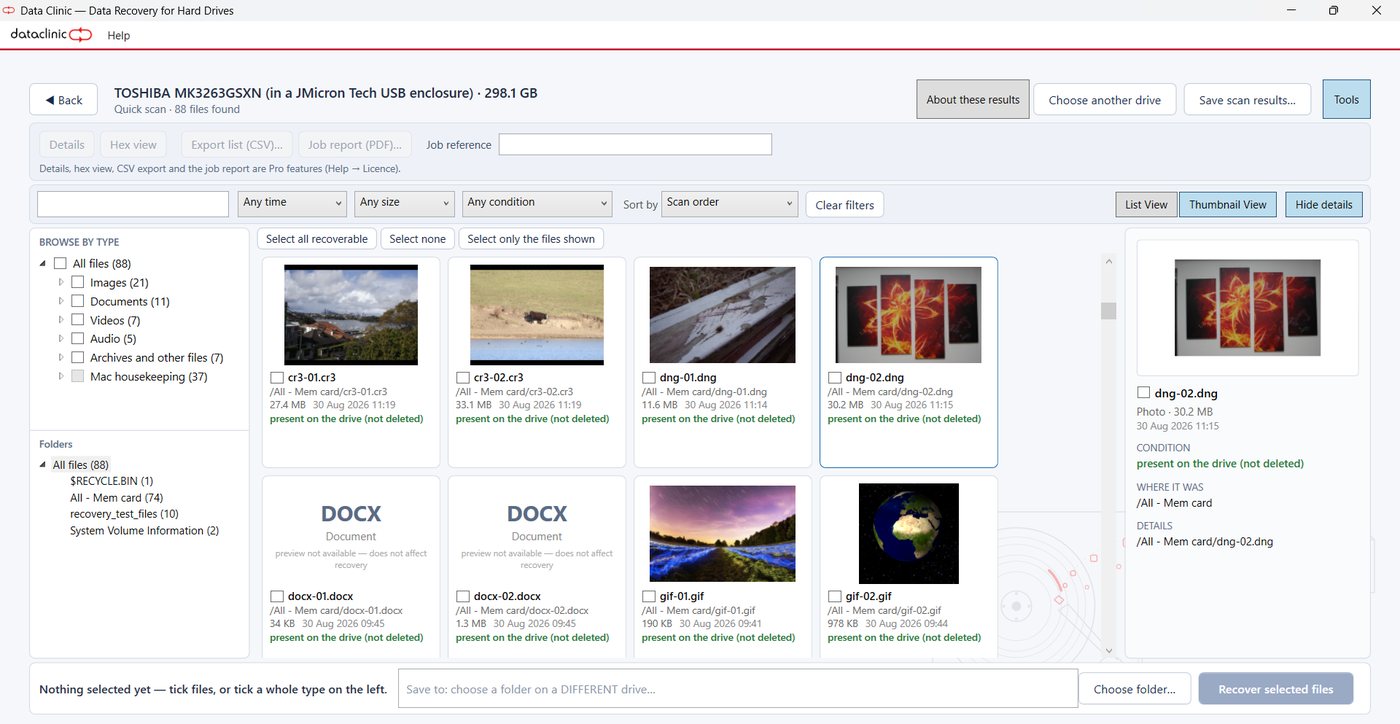 Data Clinic — Data Recovery for Hard Drives
dataclinic Help
◀ Back
TOSHIBA MK3263GSXN (in a JMicron Tech USB enclosure) · 298.1 GB
Quick scan · 88 files found
About these results
Choose another drive
Save scan results...
Tools
Details
Hex view
Export list (CSV)...
Job report (PDF)...
Job reference
Details, hex view, CSV export and the job report are Pro features (Help → Licence).
Any time
Any size
Any condition
Sort by
Scan order
Clear filters
List View
Thumbnail View
Hide details
BROWSE BY TYPE
All files (88)
Images (21)
Documents (11)
Videos (7)
Audio (5)
Archives and other files (7)
Mac housekeeping (37)
Folders
All files (88)
$RECYCLE.BIN (1)
All - Mem card (74)
recovery_test_files (10)
System Volume Information (2)
Select all recoverable
Select none
Select only the files shown
cr3-01.cr3
/All - Mem card/cr3-01.cr3
27.4 MB 30 Aug 2026 11:19
present on the drive (not deleted)
cr3-02.cr3
/All - Mem card/cr3-02.cr3
33.1 MB 30 Aug 2026 11:19
present on the drive (not deleted)
dng-01.dng
/All - Mem card/dng-01.dng
11.6 MB 30 Aug 2026 11:14
present on the drive (not deleted)
dng-02.dng
/All - Mem card/dng-02.dng
30.2 MB 30 Aug 2026 11:15
present on the drive (not deleted)
DOCX
Document
preview not available — does not affect
recovery
docx-01.docx
/All - Mem card/docx-01.docx
34 KB 30 Aug 2026 09:45
present on the drive (not deleted)
DOCX
Document
preview not available — does not affect
recovery
docx-02.docx
/All - Mem card/docx-02.docx
1.3 MB 30 Aug 2026 09:45
present on the drive (not deleted)
gif-01.gif
/All - Mem card/gif-01.gif
190 KB 30 Aug 2026 09:41
present on the drive (not deleted)
gif-02.gif
/All - Mem card/gif-02.gif
978 KB 30 Aug 2026 09:44
present on the drive (not deleted)
dng-02.dng
Photo · 30.2 MB
30 Aug 2026 11:15
CONDITION
present on the drive (not deleted)
WHERE IT WAS
/All - Mem card
DETAILS
/All - Mem card/dng-02.dng
Nothing selected yet — tick files, or tick a whole type on the left.
Save to: choose a folder on a DIFFERENT drive...
Choose folder...
Recover selected files